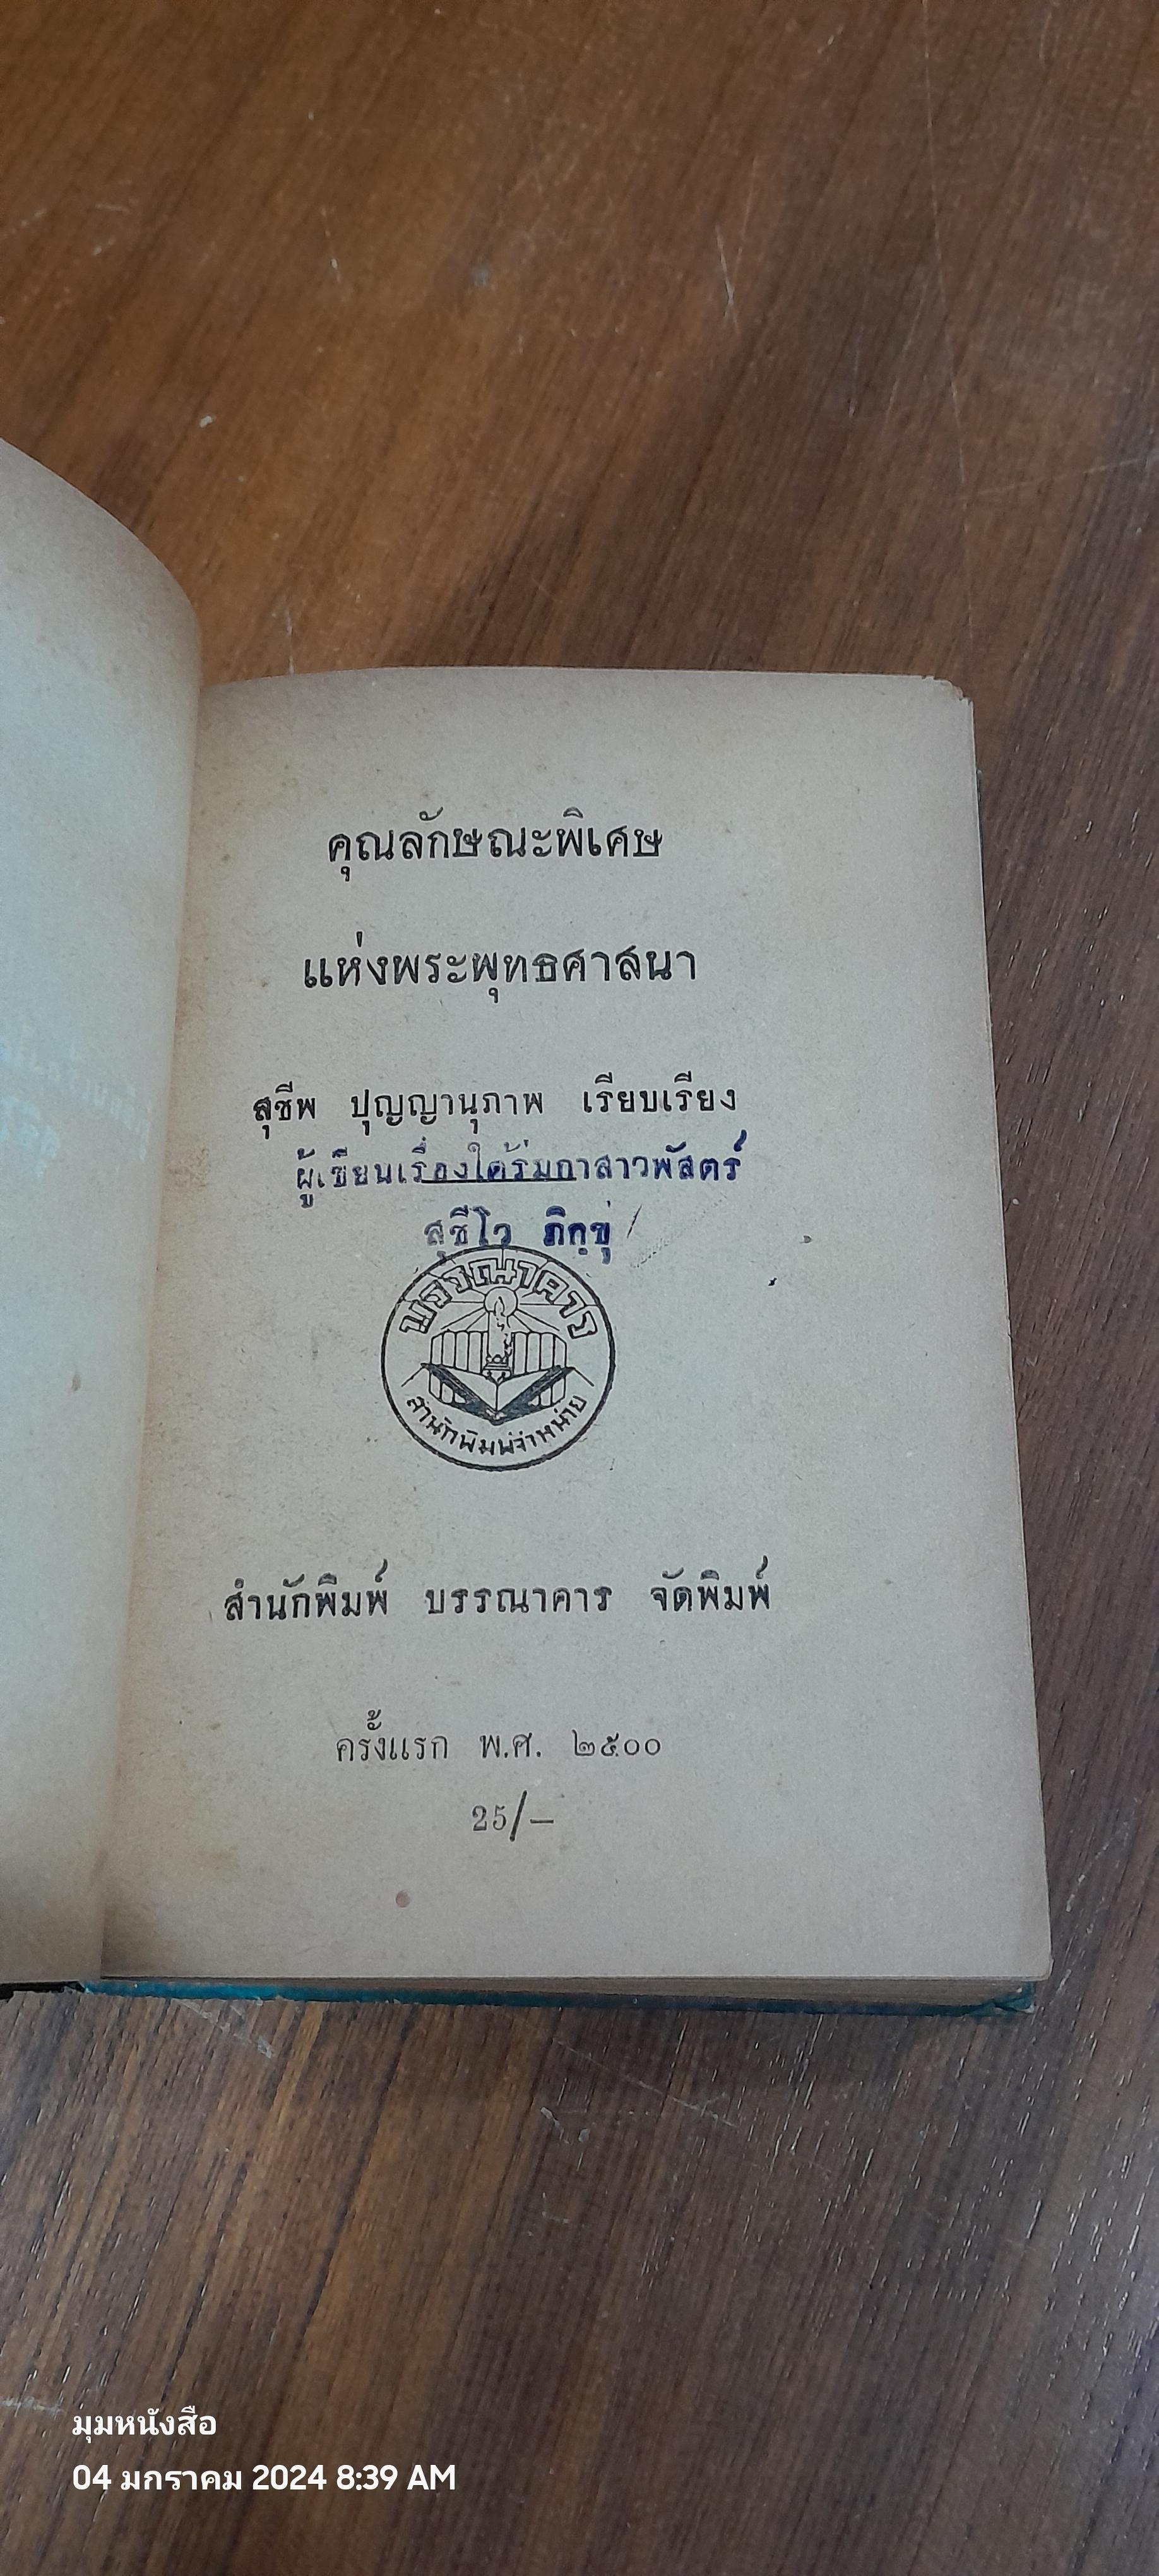 คุณลักษณะพิเศษ
แห่งพระพุทธศาสนา
สุชีพ ปุญญานุภาพ เรียบเรียง
ผู้เขียนเรื่องใต้ร่มกาสาวพัสตร์
สุชีโว ภิกขุ
บรรณาคาร
สำนักพิมพ์จำหน่าย
สำนักพิมพ์ บรรณาคาร จัดพิมพ์
ครั้งแรก พ.ศ. ๒๕๐๐
25/–
มุมหนังสือ
04 มกราคม 2024 8:39 AM